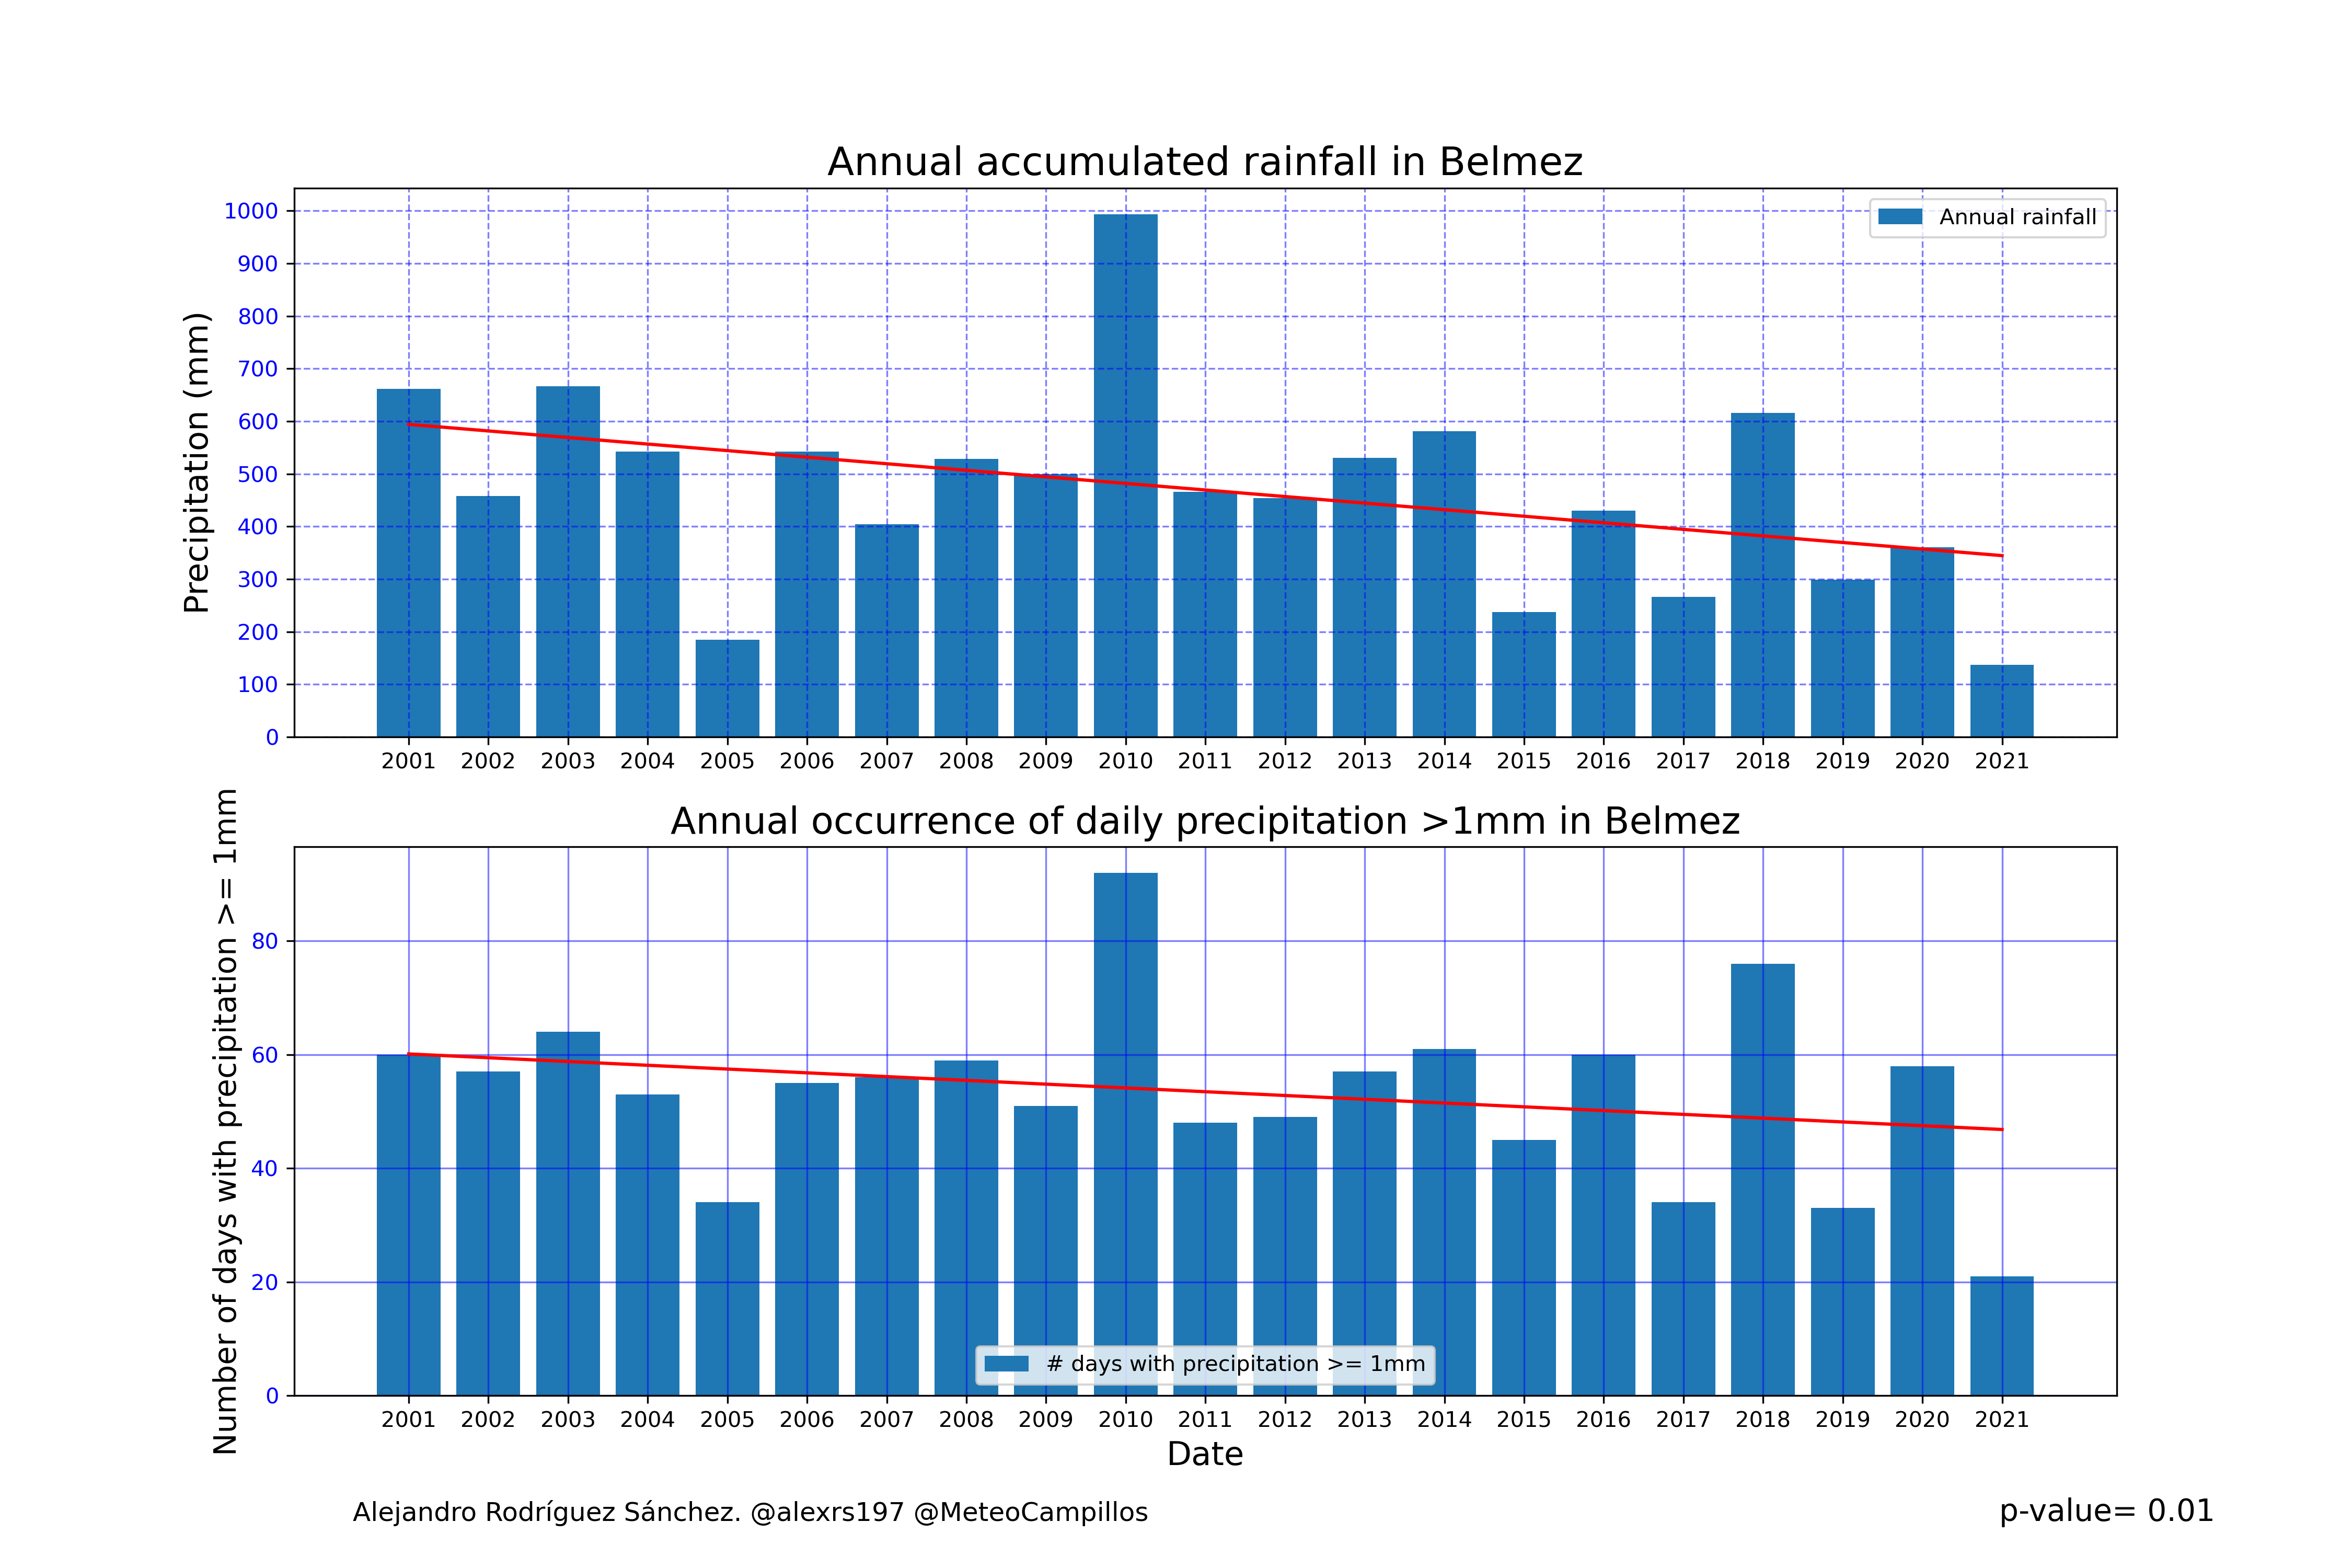 Annual accumulated rainfall in Belmez
Precipitation (mm)
1000
900
800
700
600
500
400
300
200
100
0
Annual rainfall
2001 2002 2003 2004 2005 2006 2007 2008 2009 2010 2011 2012 2013 2014 2015 2016 2017 2018 2019 2020 2021
Annual occurrence of daily precipitation >1mm in Belmez
Number of days with precipitation >= 1mm
80
60
40
20
0
# days with precipitation >= 1mm
2001 2002 2003 2004 2005 2006 2007 2008 2009 2010 2011 2012 2013 2014 2015 2016 2017 2018 2019 2020 2021
Date
Alejandro Rodríguez Sánchez. @alexrs197 @MeteoCampillos
p-value= 0.01